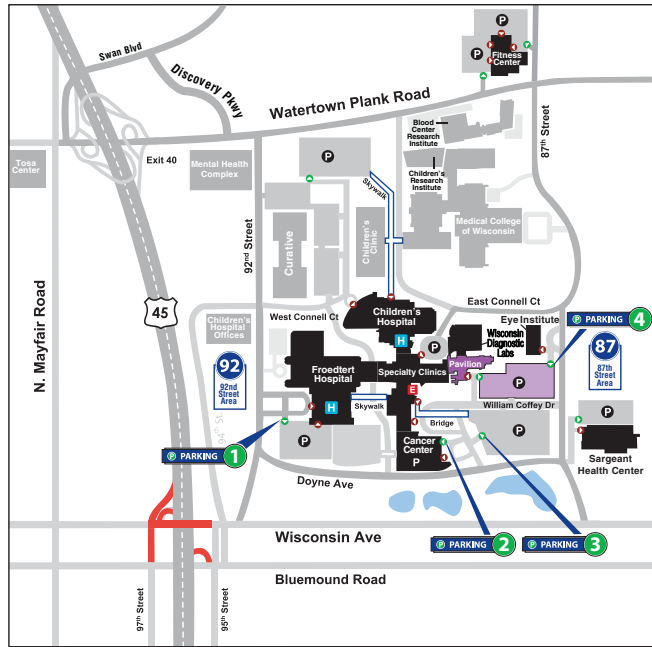 P
Swan Blvd
Discovery Pkwy
P
Fitness
Center
Watertown Plank Road
87th Street
Blood
Center
Research
Institute
Exit 40
P
Tosa
Center
Mental Health
Complex
Children's
Research
Institute
Skywalk
Medical College
of Wisconsin
Children's
Clinic
Curative
92nd Street
N. Mayfair Road
45
East Connell Ct
West Connell Ct
Children's
Hospital
Eye Institute
P PARKING 4
Children's
Hospital
Offices
H
P
Wisconsin
Diagnostic
Labs
87
87th Street
Area
92
92nd
Street
Area
Froedtert
Hospital
Specialty Clinics
Pavilion
P
E
H
Skywalk
William Coffey Dr
Bridge
94th St.
P
P
P
P PARKING 1
Cancer
Center
P
Sargeant
Health Center
Doyne Ave
Wisconsin Ave
P PARKING 2
P PARKING 3
Bluemound Road
97th Street
95th Street